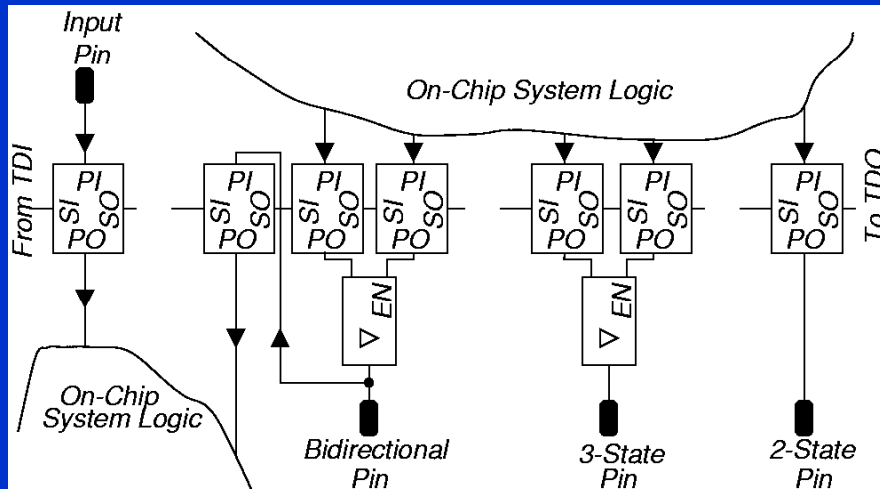 Input
Pin
On-Chip System Logic
From TDI
PI
SI
SO
PO
PI
SI
SO
PO
PI
SI
SO
PO
PI
SI
SO
PO
PI
SI
SO
PO
PI
SI
SO
PO
PI
SI
SO
PO
To TDO
EN
EN
On-Chip
System Logic
Bidirectional
Pin
3-State
Pin
2-State
Pin